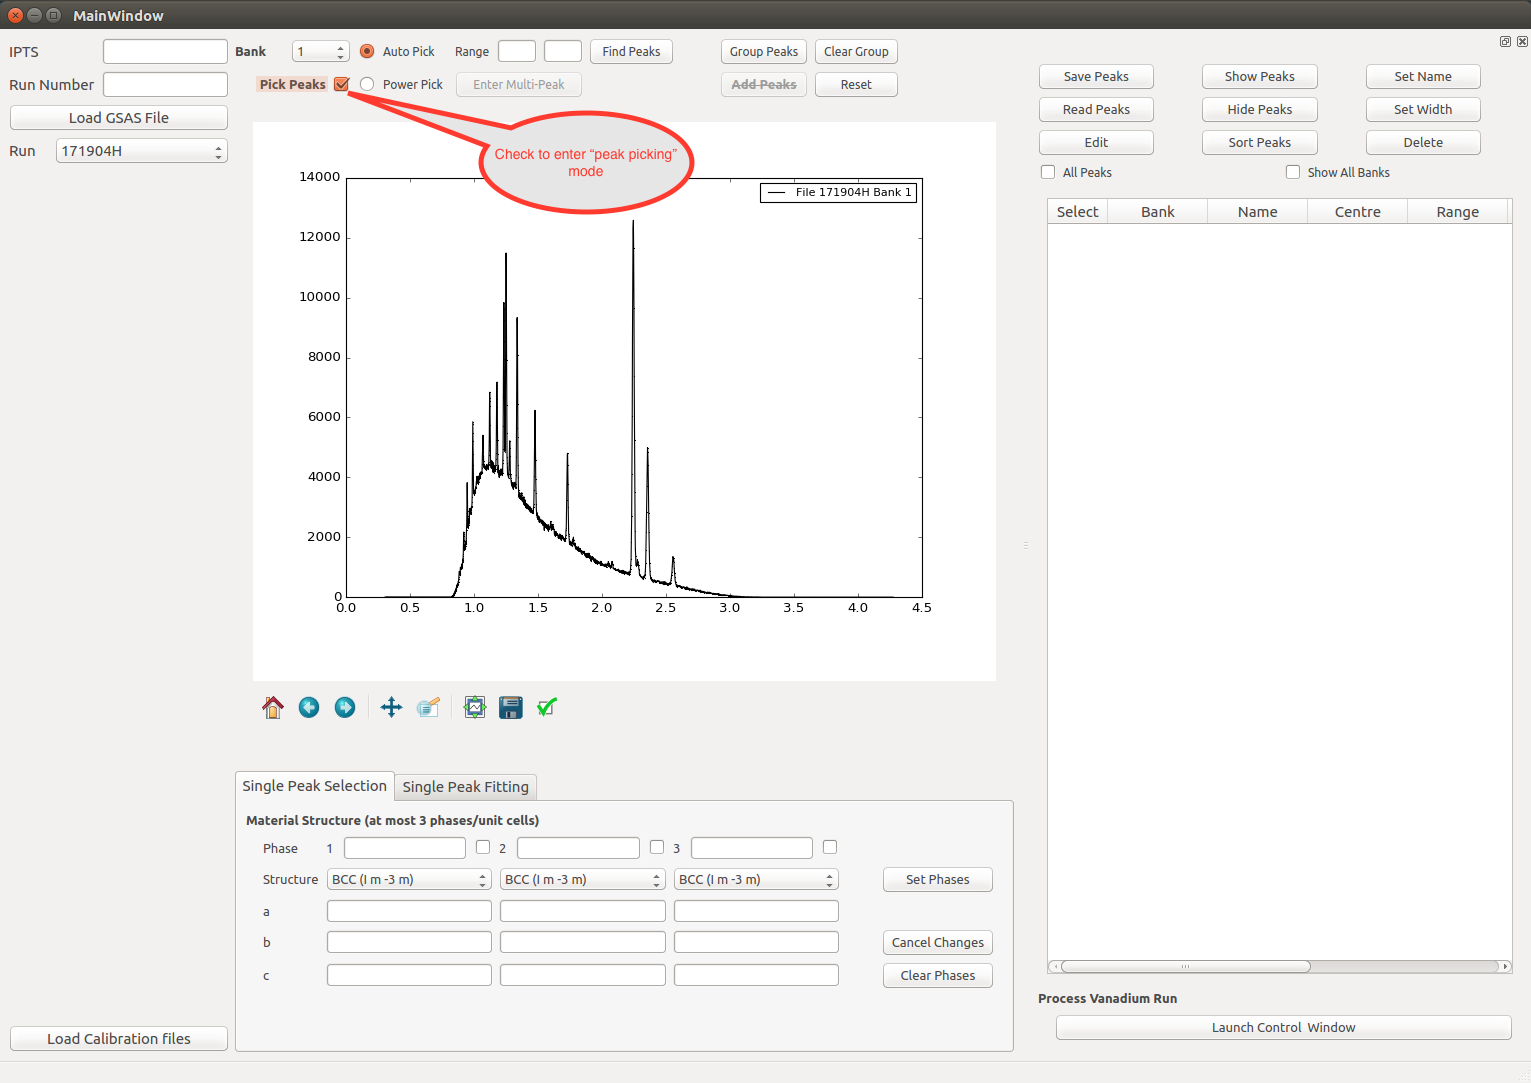 MainWindow
IPTS
Bank
1
Auto Pick
Range
Find Peaks
Group Peaks
Clear Group
Run Number
Pick Peaks
Power Pick
Enter Multi-Peak
Add Peaks
Reset
Load GSAS File
Run
171904H
Check to enter “peak picking”
mode
File 171904H Bank 1
14000
12000
10000
8000
6000
4000
2000
0
0.0
0.5
1.0
1.5
2.0
2.5
3.0
3.5
4.0
4.5
Save Peaks
Show Peaks
Set Name
Read Peaks
Hide Peaks
Set Width
Edit
Sort Peaks
Delete
All Peaks
Show All Banks
Select
Bank
Name
Centre
Range
Single Peak Selection
Single Peak Fitting
Material Structure (at most 3 phases/unit cells)
Phase
1
2
3
Structure
BCC (I m -3 m)
BCC (I m -3 m)
BCC (I m -3 m)
Set Phases
a
b
Cancel Changes
c
Clear Phases
Process Vanadium Run
Launch Control Window
Load Calibration files